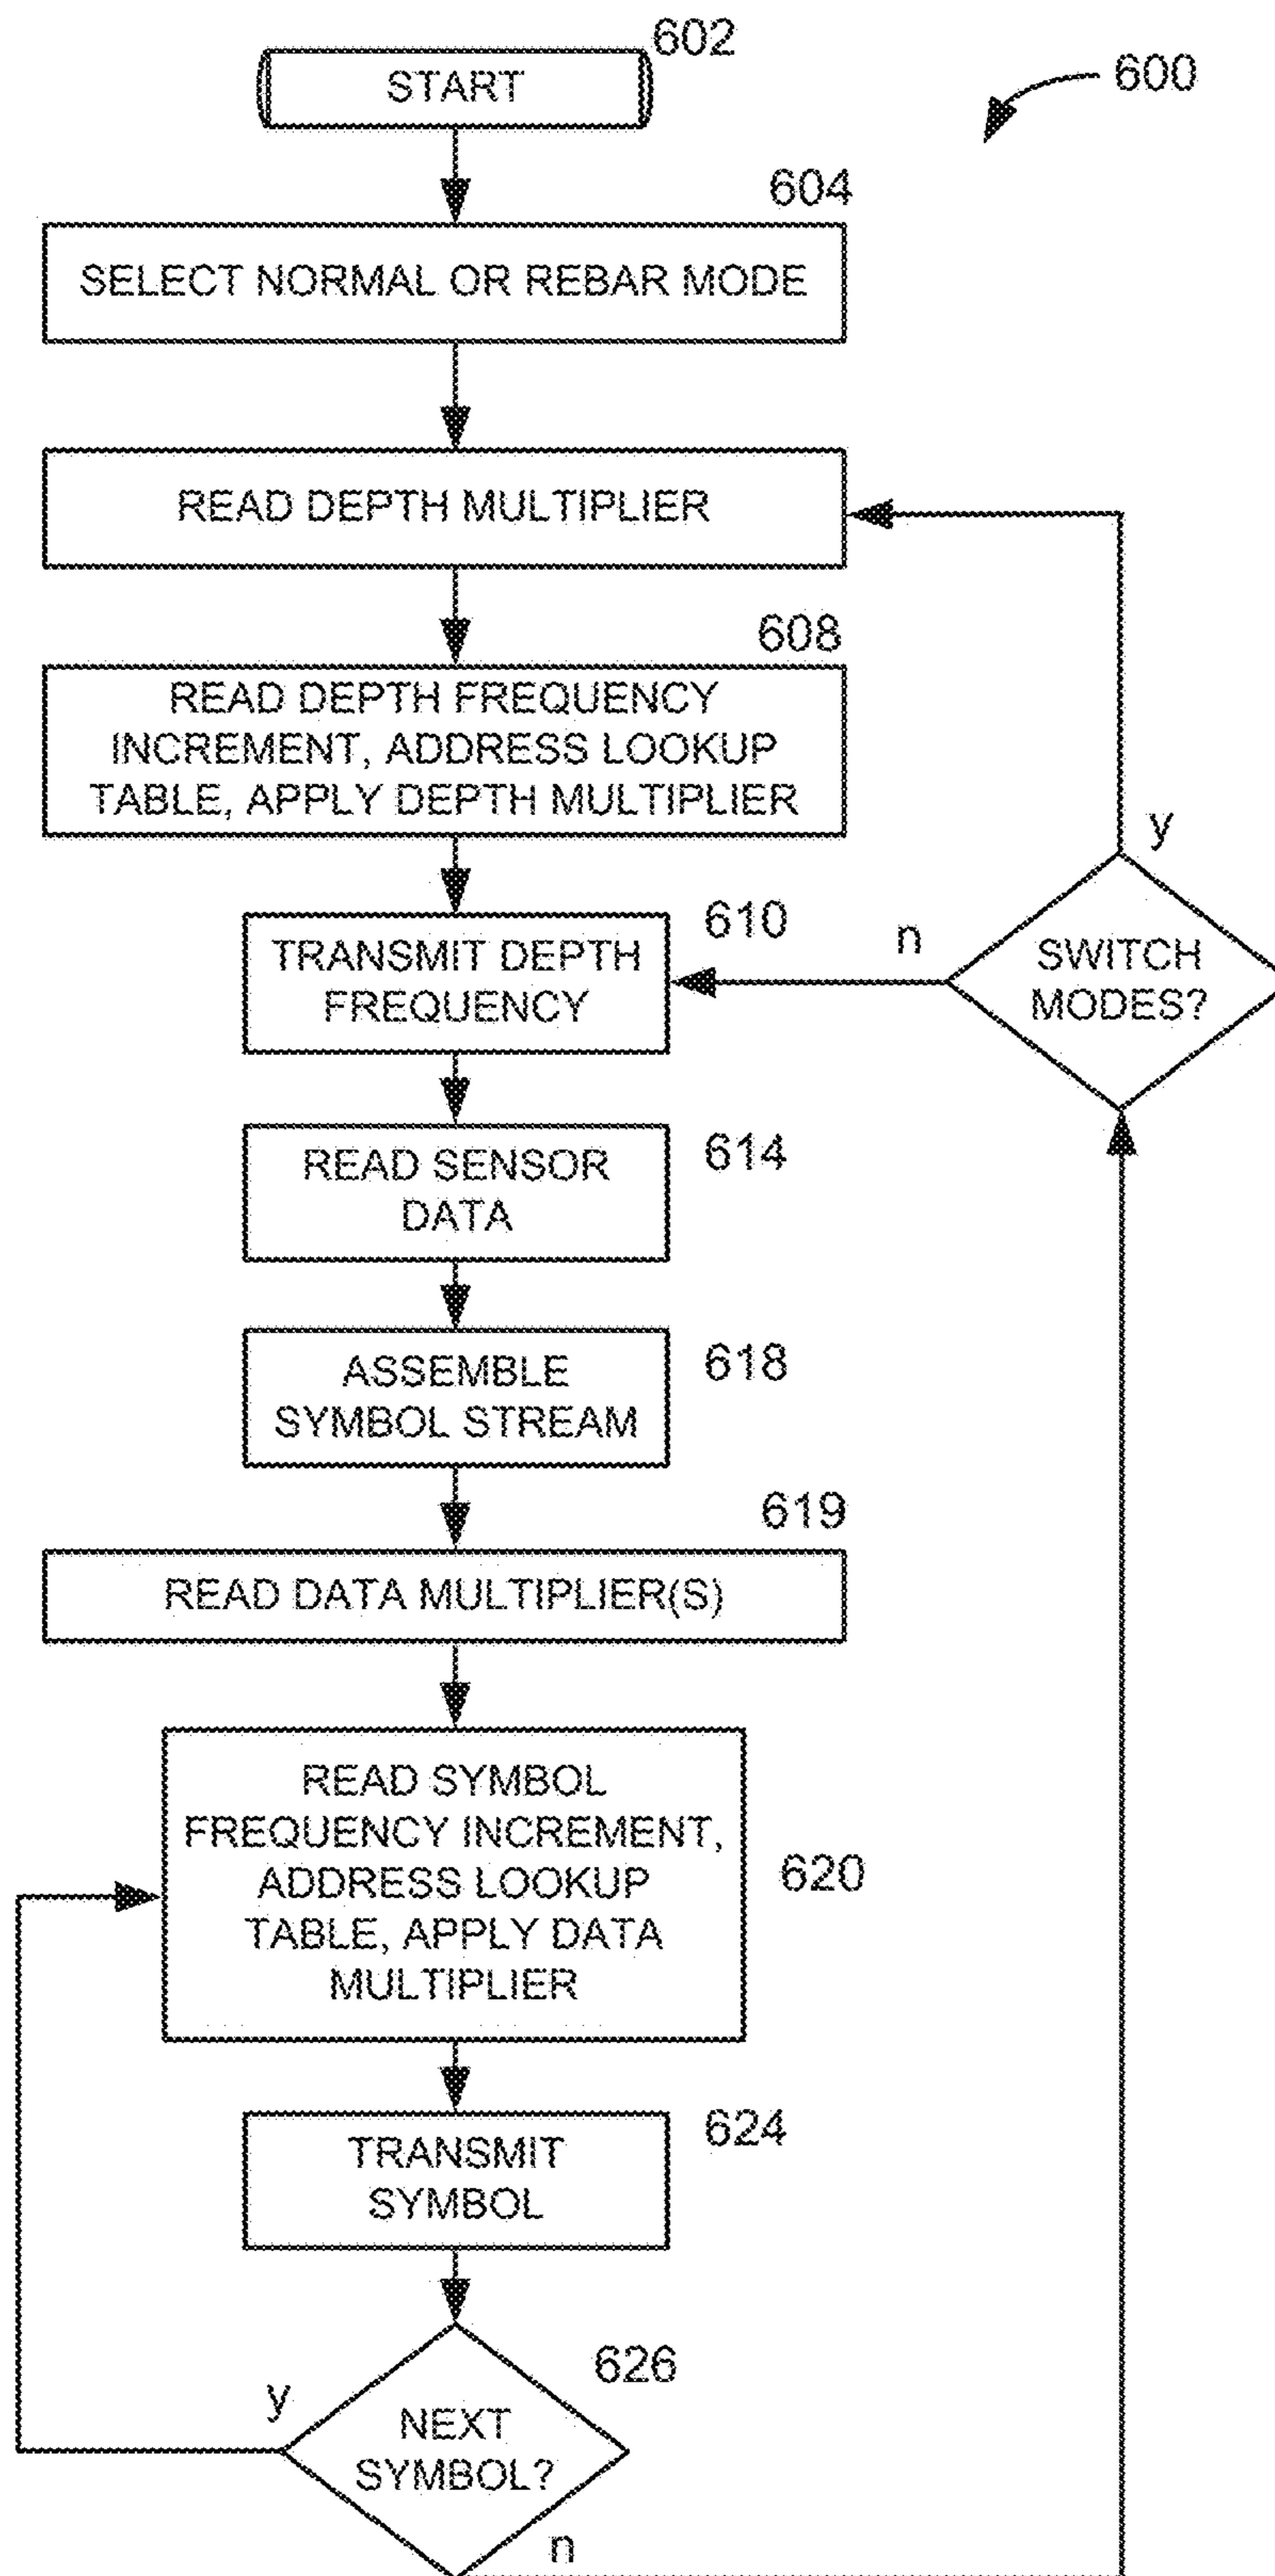 602
START
600
604
SELECT NORMAL OR REBAR MODE
READ DEPTH MULTIPLIER
608
READ DEPTH FREQUENCY
INCREMENT, ADDRESS LOOKUP
TABLE, APPLY DEPTH MULTIPLIER
y
610
n
TRANSMIT DEPTH
FREQUENCY
SWITCH
MODES?
614
READ SENSOR
DATA
618
ASSEMBLE
SYMBOL STREAM
619
READ DATA MULTIPLIER(S)
READ SYMBOL
FREQUENCY INCREMENT,
ADDRESS LOOKUP
TABLE, APPLY DATA
MULTIPLIER
620
624
TRANSMIT
SYMBOL
626
y
NEXT
SYMBOL?
n